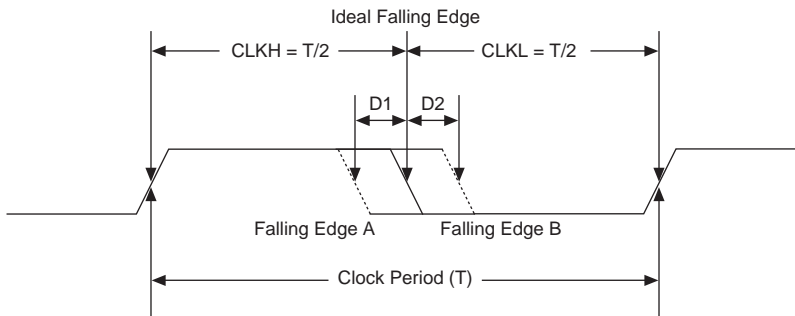 Ideal Falling Edge
CLKH = T/2
CLKL = T/2
D1
D2
Falling Edge A
Falling Edge B
Clock Period (T)